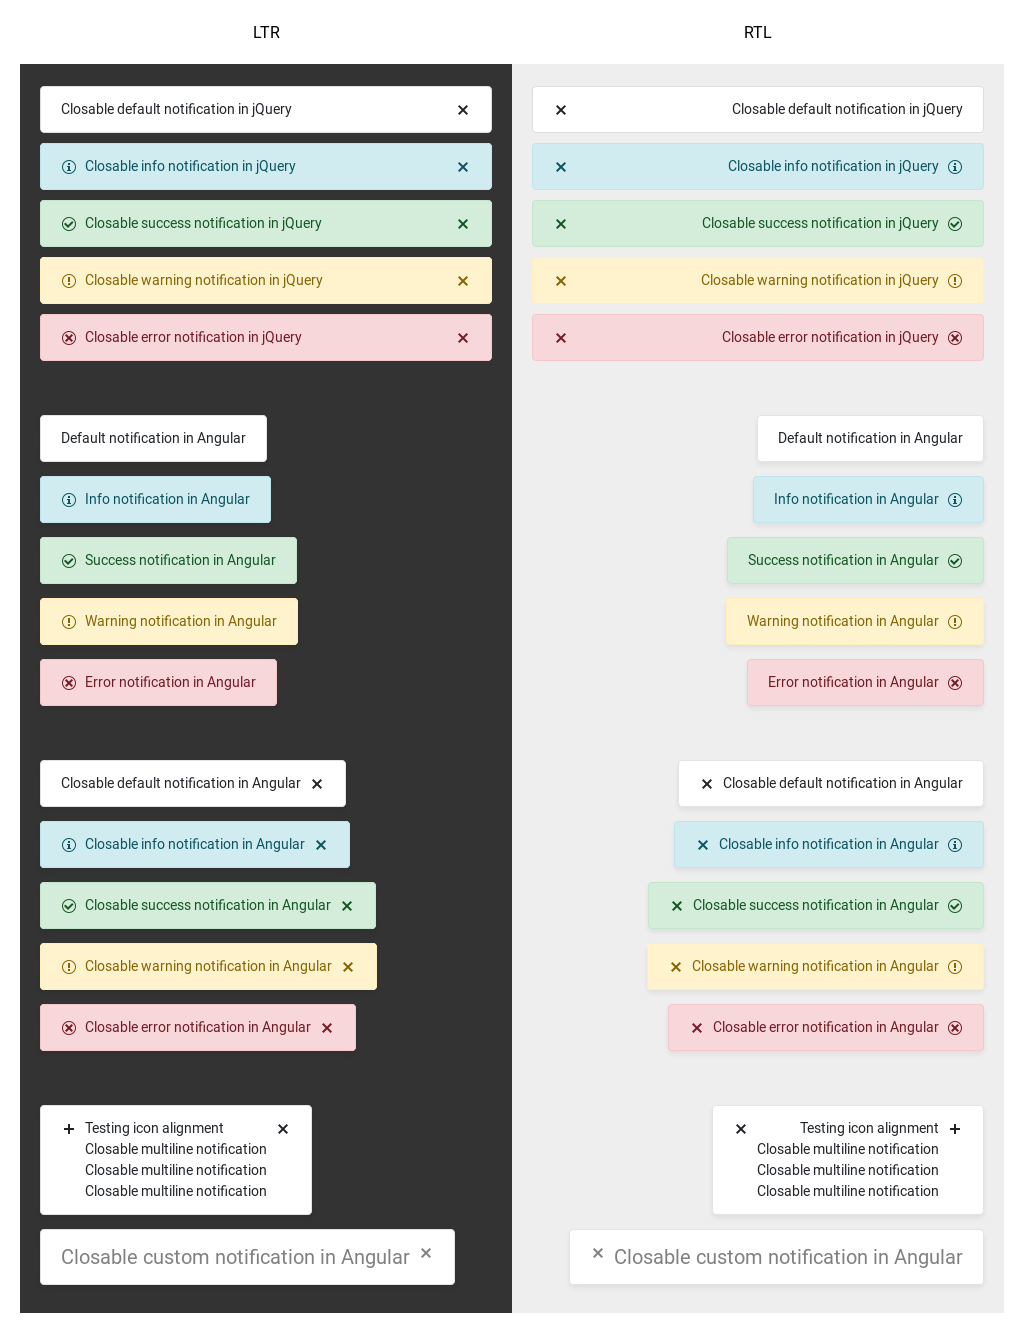 LTR
Closable default notification in jQuery
Closable info notification in jQuery
Closable success notification in jQuery
Closable warning notification in jQuery
Closable error notification in jQuery
Default notification in Angular
Info notification in Angular
Success notification in Angular
Warning notification in Angular
Error notification in Angular
Closable default notification in Angular
Closable info notification in Angular
Closable success notification in Angular
Closable warning notification in Angular
Closable error notification in Angular
Testing icon alignment
Closable multiline notification
Closable multiline notification
Closable multiline notification
Closable custom notification in Angular
RTL
Closable default notification in jQuery
Closable info notification in jQuery
Closable success notification in jQuery
Closable warning notification in jQuery
Closable error notification in jQuery
Default notification in Angular
Info notification in Angular
Success notification in Angular
Warning notification in Angular
Error notification in Angular
Closable default notification in Angular
Closable info notification in Angular
Closable success notification in Angular
Closable warning notification in Angular
Closable error notification in Angular
Testing icon alignment
Closable multiline notification
Closable multiline notification
Closable multiline notification
Closable custom notification in Angular